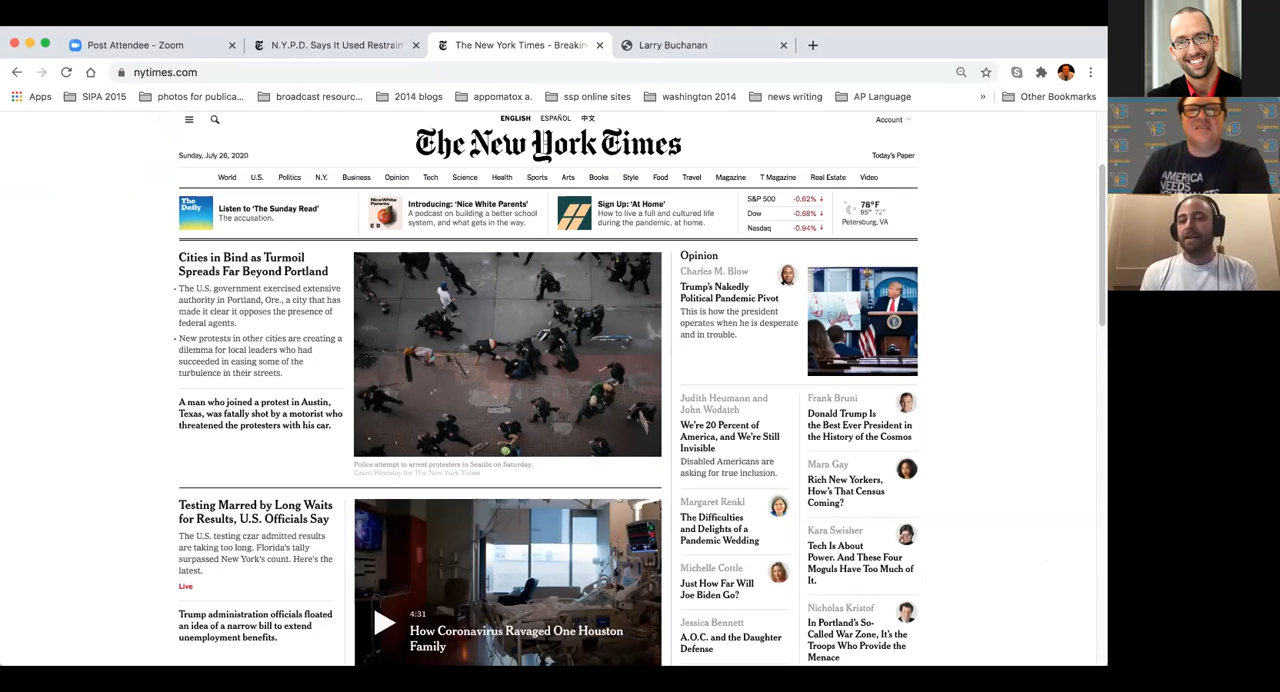 Post Attendee - Zoom
N.Y.P.D. Says It Used Restrain
The New York Times - Breakin
Larry Buchanan
nytimes.com
Apps
SIPA 2015
photos for publica...
broadcast resourc...
2014 blogs
appomatox a.
ssp online sites
washington 2014
news writing
AP Language
»
Other Bookmarks
ENGLISH ESPAÑOL 中文
Account
The New York Times
Sunday, July 26, 2020
Today's Paper
World U.S. Politics N.Y. Business Opinion Tech Science Health Sports Arts Books Style Food Travel Magazine T Magazine Real Estate Video
The Daily
Listen to ‘The Sunday Read’
The accusation.
Nice White Parents
Introducing: ‘Nice White Parents’
A podcast on building a better school
system, and what gets in the way.
Sign Up: ‘At Home’
How to live a full and cultured life
during the pandemic, at home.
S&P 500 -0.62% ↓
Dow -0.68% ↓
Nasdaq -0.94% ↓
78°F
95° 72°
Petersburg, VA
Cities in Bind as Turmoil
Spreads Far Beyond Portland
• The U.S. government exercised extensive
authority in Portland, Ore., a city that has
made it clear it opposes the presence of
federal agents.
• New protests in other cities are creating a
dilemma for local leaders who had
succeeded in easing some of the
turbulence in their streets.
A man who joined a protest in Austin,
Texas, was fatally shot by a motorist who
threatened the protesters with his car.
Police attempt to arrest protesters in Seattle on Saturday.
Grant Hindsley for The New York Times
Testing Marred by Long Waits
for Results, U.S. Officials Say
The U.S. testing czar admitted results
are taking too long. Florida's tally
surpassed New York's count. Here's the
latest.
Live
Trump administration officials floated
an idea of a narrow bill to extend
unemployment benefits.
4:31
How Coronavirus Ravaged One Houston
Family
Opinion
Charles M. Blow
Trump's Nakedly
Political Pandemic Pivot
This is how the president
operates when he is desperate
and in trouble.
Judith Heumann and
John Wodatch
We're 20 Percent of
America, and We're Still
Invisible
Disabled Americans are
asking for true inclusion.
Margaret Renkl
The Difficulties
and Delights of a
Pandemic Wedding
Michelle Cottle
Just How Far Will
Joe Biden Go?
Jessica Bennett
A.O.C. and the Daughter
Defense
Frank Bruni
Donald Trump Is
the Best Ever President in
the History of the Cosmos
Mara Gay
Rich New Yorkers,
How's That Census
Coming?
Kara Swisher
Tech Is About
Power. And These Four
Moguls Have Too Much of
It.
Nicholas Kristof
In Portland's So-
Called War Zone, It's the
Troops Who Provide the
Menace
AMERICA
NEEDS